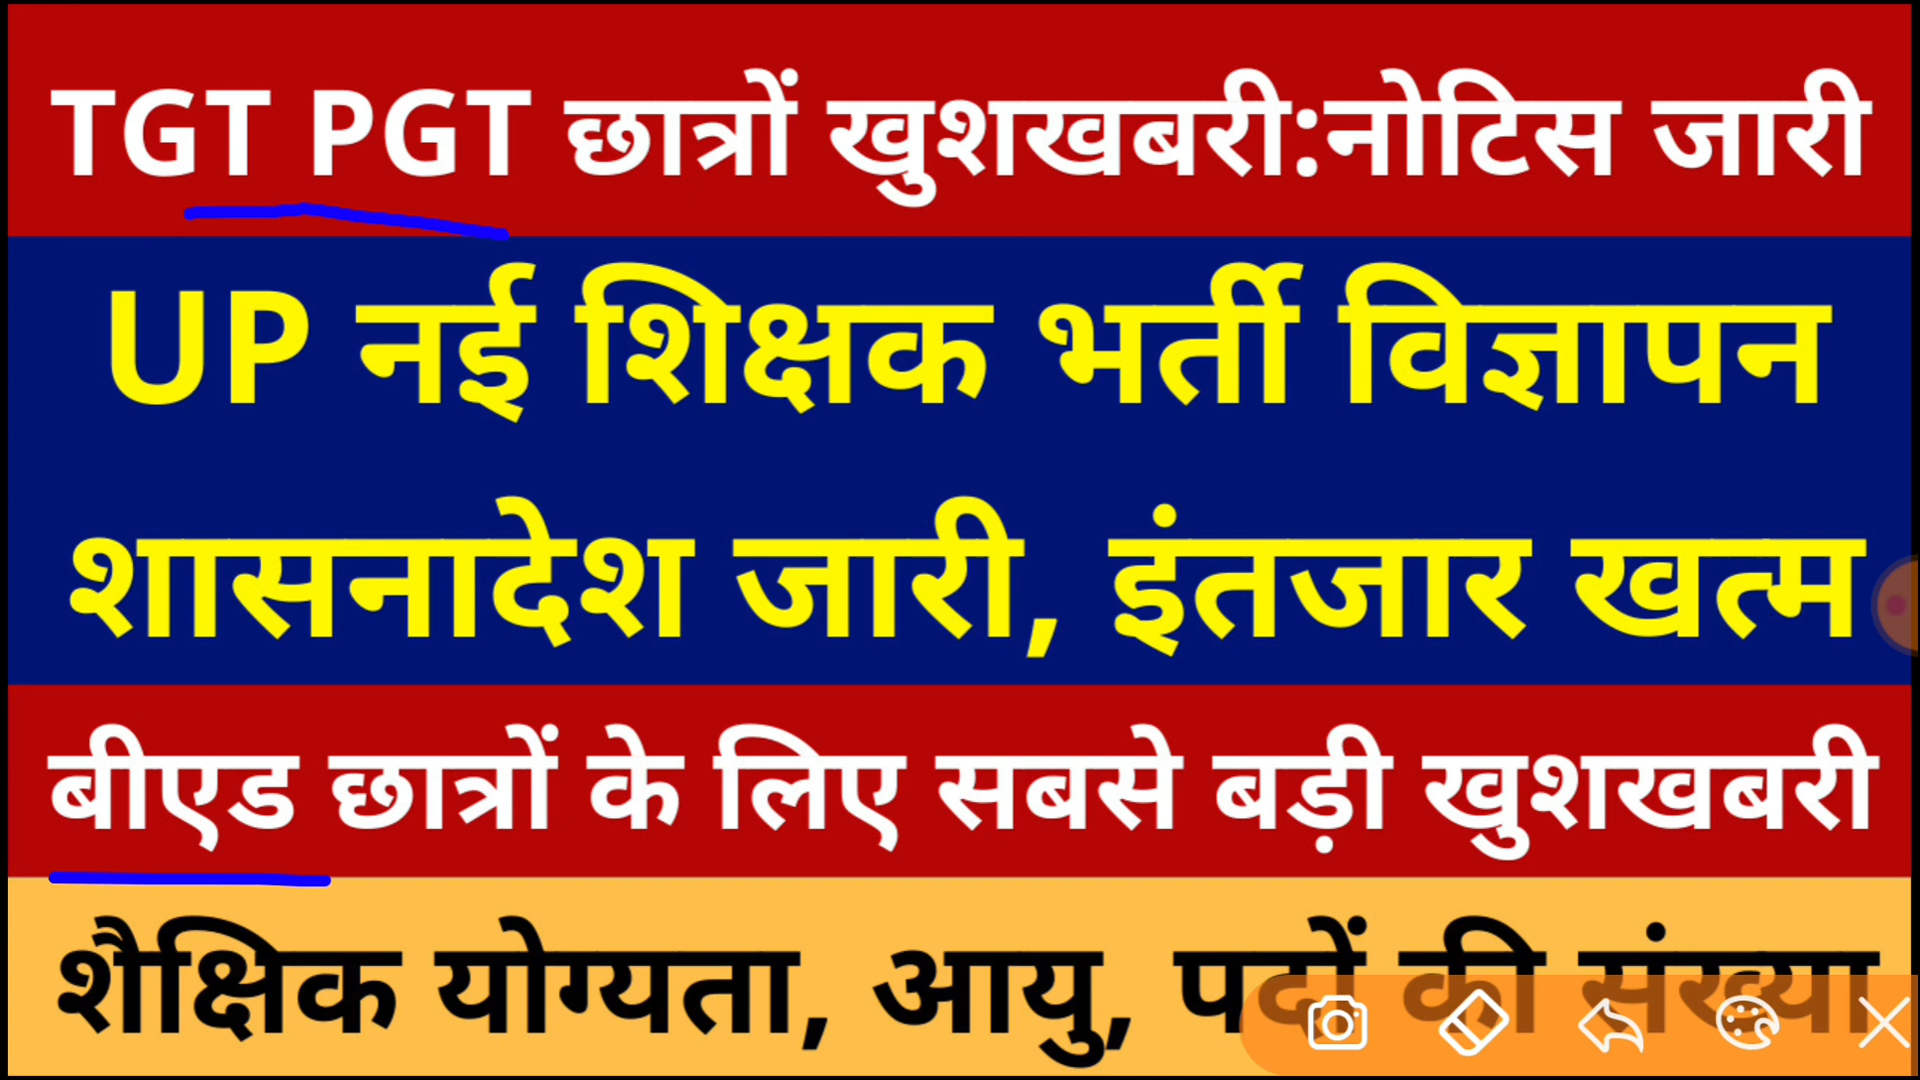 TGT PGT छात्रों खुशखबरी:नोटिस जारी
UP नई शिक्षक भर्ती विज्ञापन
शासनादेश जारी, इंतजार खत्म
बीएड छात्रों के लिए सबसे बड़ी खुशखबरी
शैक्षिक योग्यता, आयु, पदों की संख्या